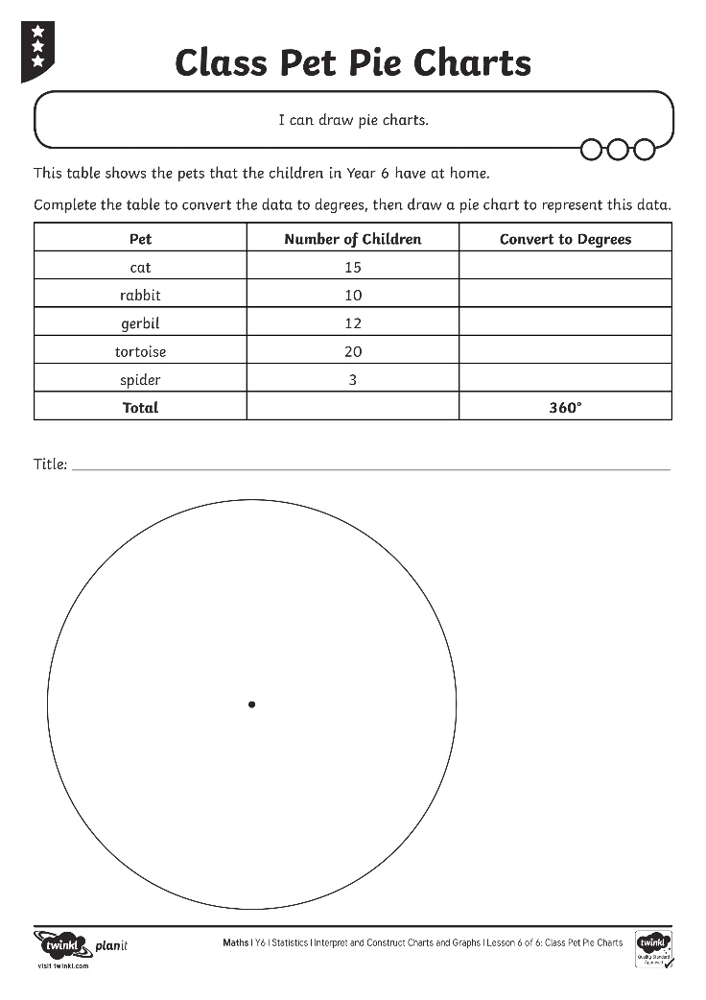 Class Pet Pie Charts
I can draw pie charts.
This table shows the pets that the children in Year 6 have at home.
Complete the table to convert the data to degrees, then draw a pie chart to represent this data.
Pet Number of Children Convert to Degrees
cat 15
rabbit 10
gerbil 12
tortoise 20
spider 3
Total 360°
Title:
twinkl planit
visit twinkl.com
Maths | Y6 | Statistics | Interpret and Construct Charts and Graphs | Lesson 6 of 6: Class Pet Pie Charts
twinkl
Quality Standard
Approved